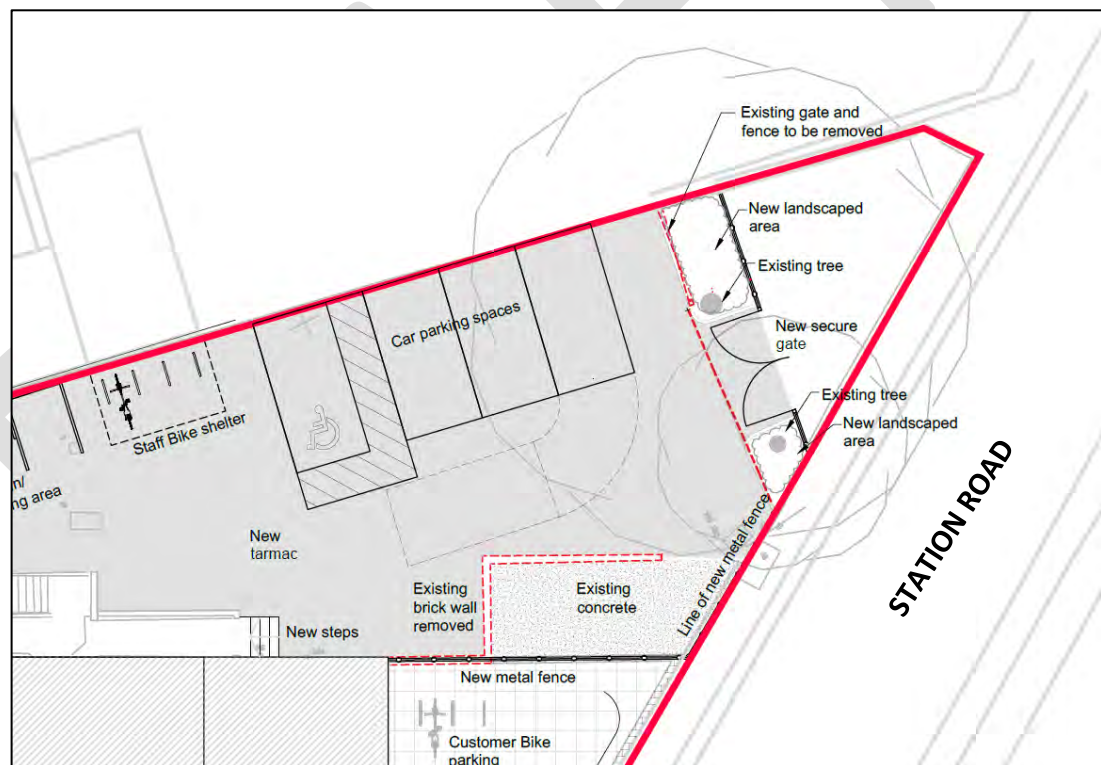 Existing gate and
fence to be removed
New landscaped
area
Existing tree
Car parking spaces
New secure
gate
Staff Bike shelter
Existing tree
New landscaped
area
n/
ng area
STATION ROAD
New
tarmac
Line of new metal fence
Existing
brick wall
removed
Existing
concrete
New steps
New metal fence
Customer Bike
parking